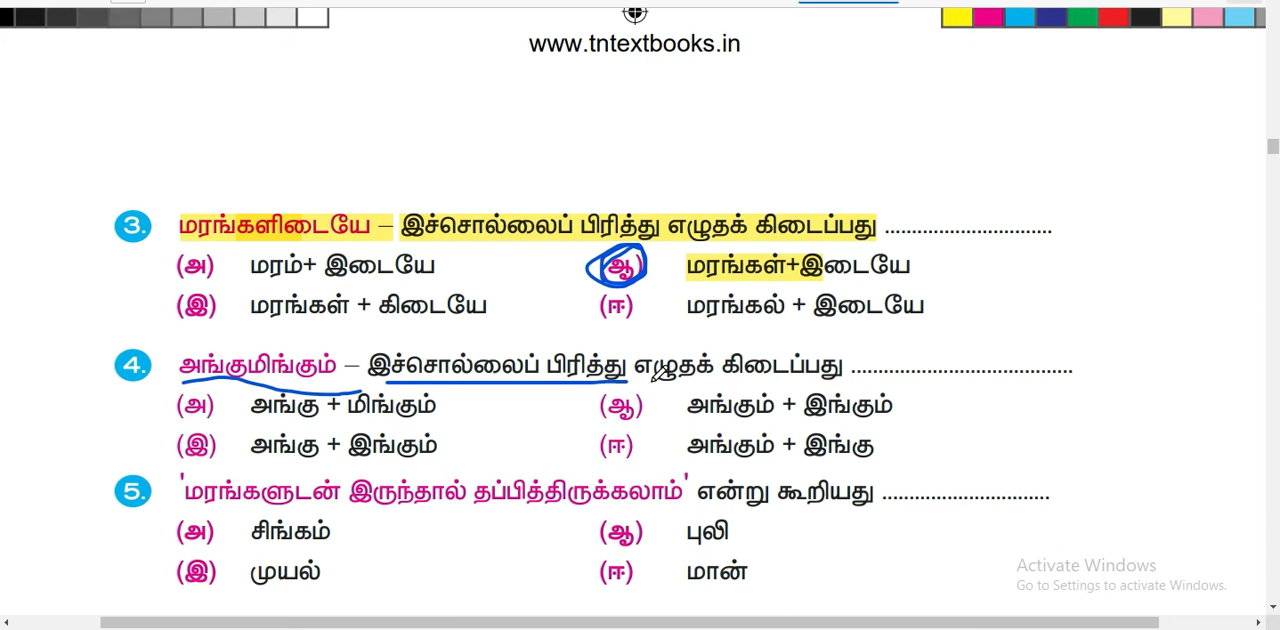 www.tntextbooks.in
3. மரங்களிடையே – இச்சொல்லைப் பிரித்து எழுதக் கிடைப்பது ..............................
(அ) மரம்+ இடையே (ஆ) மரங்கள்+இடையே
(இ) மரங்கள் + கிடையே (ஈ) மரங்கல் + இடையே
4. அங்குமிங்கும் – இச்சொல்லைப் பிரித்து எழுதக் கிடைப்பது ........................................
(அ) அங்கு + மிங்கும் (ஆ) அங்கும் + இங்கும்
(இ) அங்கு + இங்கும் (ஈ) அங்கும் + இங்கு
5. 'மரங்களுடன் இருந்தால் தப்பித்திருக்கலாம்' என்று கூறியது ..............................
(அ) சிங்கம் (ஆ) புலி
(இ) முயல் (ஈ) மான்
Activate Windows
Go to Settings to activate Windows.